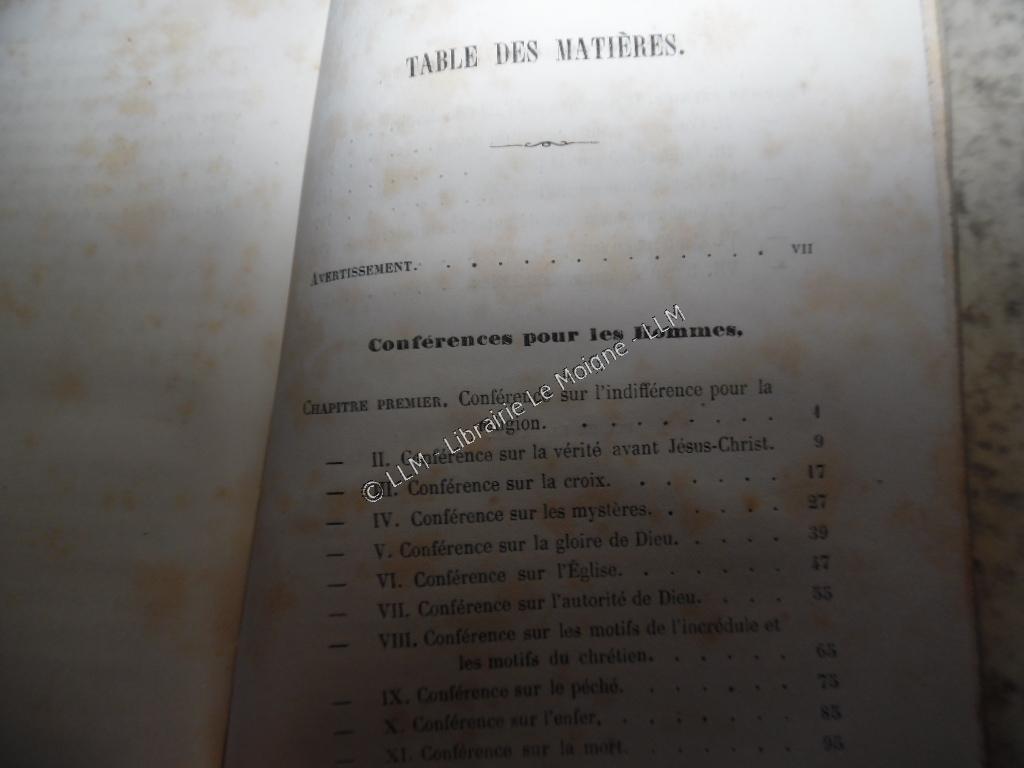 TABLE DES MATIÈRES.
AVERTISSEMENT. . . . . . . . . . . . . . VII
Conférences pour les Hommes.
CHAPITRE PREMIER. Conférence sur l'indifférence pour la
religion. . . . . . . . . 1
— II. Conférence sur la vérité avant Jésus-Christ. 9
— III. Conférence sur la croix. . . . . . . 17
— IV. Conférence sur les mystères. . . . . . 27
— V. Conférence sur la gloire de Dieu. . . . . 39
— VI. Conférence sur l'Église. . . . . . . 47
— VII. Conférence sur l'autorité de Dieu. . . . 55
— VIII. Conférence sur les motifs de l'incrédule et
les motifs du chrétien. . . . . . 65
— IX. Conférence sur le péché. . . . . . . 75
— X. Conférence sur l'enfer. . . . . . . 85
— XI. Conférence sur la mort. . . . . . . 95
© LLM - Librairie Le Moigne - LLM